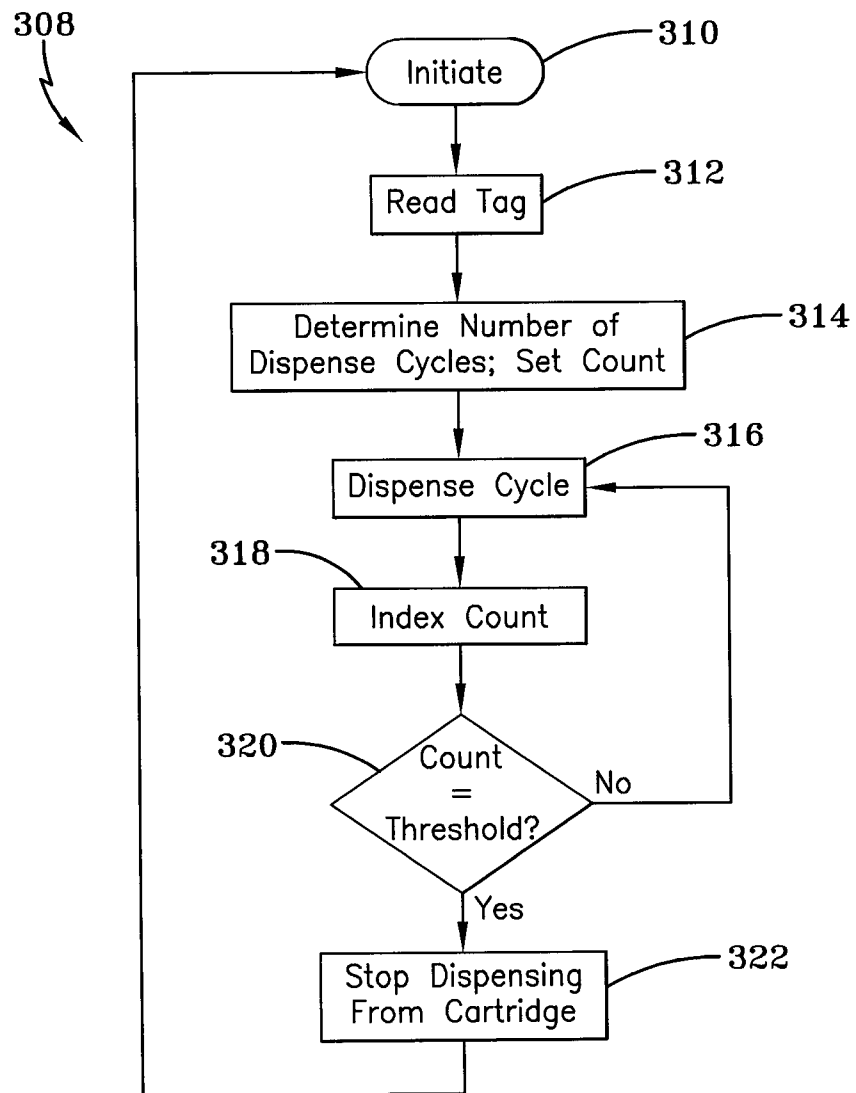 308
310
Initiate
312
Read Tag
314
Determine Number of
Dispense Cycles; Set Count
316
Dispense Cycle
318
Index Count
320
Count
=
Threshold?
No
Yes
322
Stop Dispensing
From Cartridge